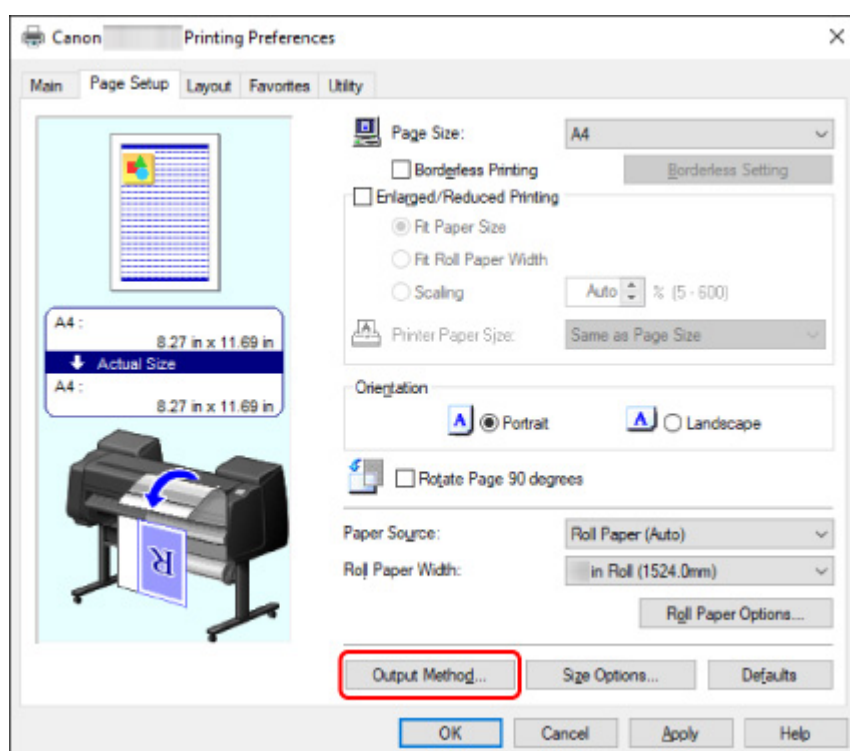 Canon Printing Preferences
Main Page Setup Layout Favorites Utility
Page Size: A4
Borderless Printing Borderless Setting
Enlarged/Reduced Printing
Fit Paper Size
Fit Roll Paper Width
Scaling Auto % (5 - 600)
Printer Paper Size: Same as Page Size
A4 :
8.27 in x 11.69 in
Actual Size
A4 :
8.27 in x 11.69 in
Orientation
A Portrait A Landscape
Rotate Page 90 degrees
R
Paper Source: Roll Paper (Auto)
Roll Paper Width: in Roll (1524.0mm)
Roll Paper Options...
Output Method... Size Options... Defaults
OK Cancel Apply Help